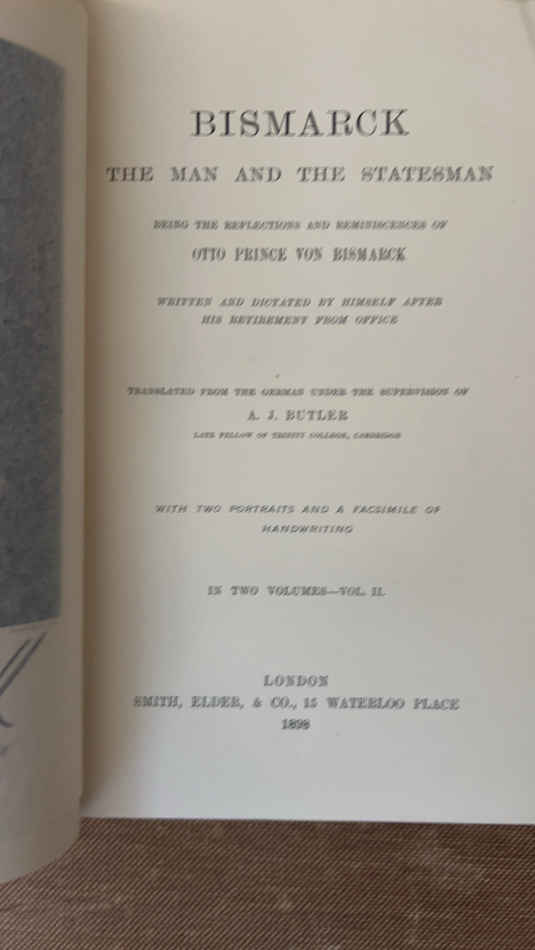 BISMARCK
THE MAN AND THE STATESMAN
BEING THE REFLECTIONS AND REMINISCENCES OF
OTTO PRINCE VON BISMARCK
WRITTEN AND DICTATED BY HIMSELF AFTER
HIS RETIREMENT FROM OFFICE
TRANSLATED FROM THE GERMAN UNDER THE SUPERVISION OF
A. J. BUTLER
LATE FELLOW OF TRINITY COLLEGE, CAMBRIDGE
WITH TWO PORTRAITS AND A FACSIMILE OF
HANDWRITING
IN TWO VOLUMES—VOL. II.
LONDON
SMITH, ELDER, & CO., 15 WATERLOO PLACE
1898